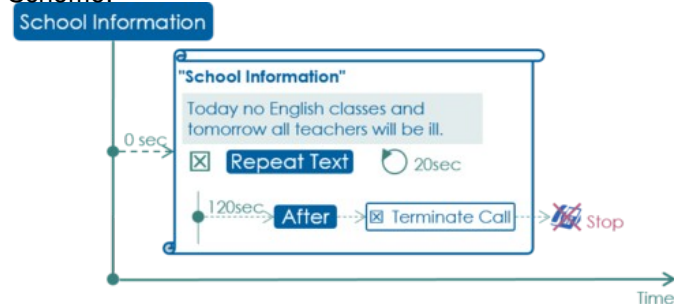 School Information
"School Information"
Today no English classes and
tomorrow all teachers will be ill.
0 sec
Repeat Text 20sec
120sec After Terminate Call Stop
Time